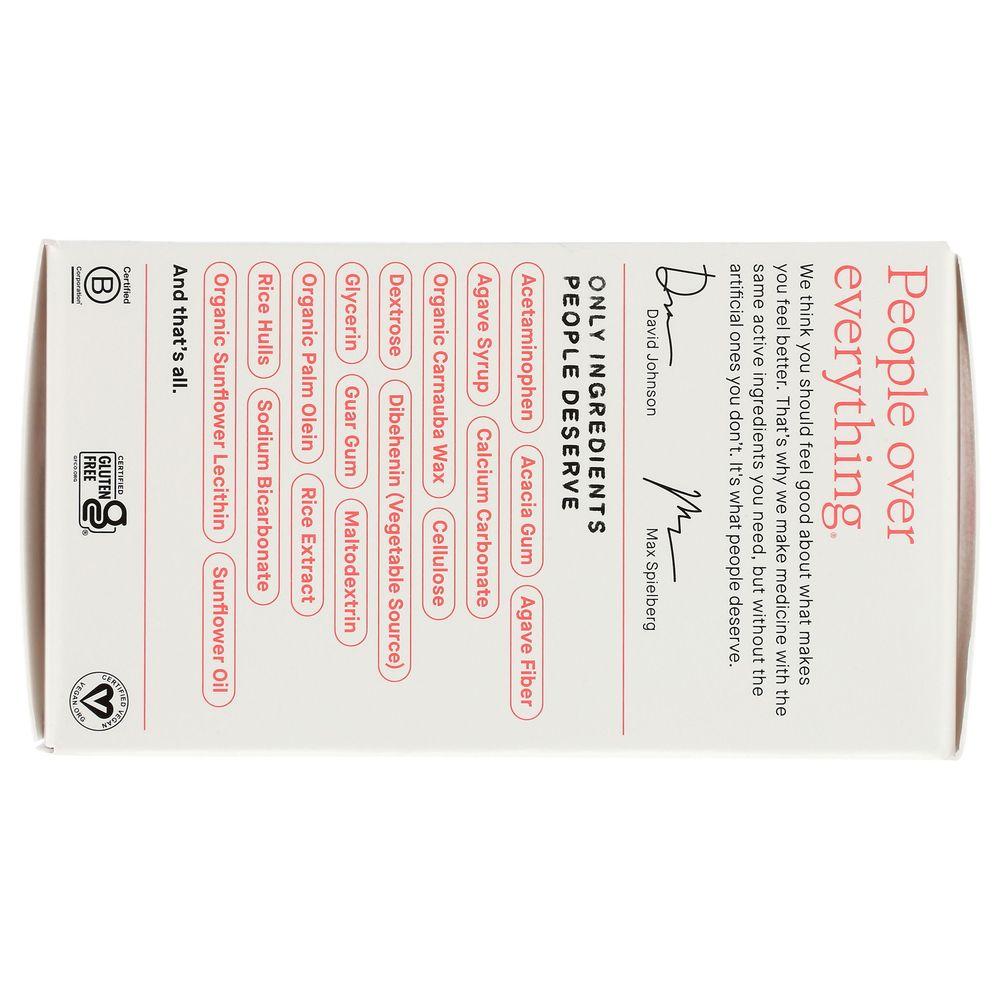 People over
everything.®
We think you should feel good about what makes
you feel better. That's why we make medicine with the
same active ingredients you need, but without the
artificial ones you don't. It's what people deserve.
David Johnson
Max Spielberg
ONLY INGREDIENTS
PEOPLE DESERVE
Acetaminophen Acacia Gum Agave Fiber
Agave Syrup Calcium Carbonate
Organic Carnauba Wax Cellulose
Dextrose Dibehenin (Vegetable Source)
Glycerin Guar Gum Maltodextrin
Organic Palm Olein Rice Extract
Rice Hulls Sodium Bicarbonate
Organic Sunflower Lecithin Sunflower Oil
And that's all.
Certified
B
Corporation
CERTIFIED
GLUTEN
FREE
g
®
GFCO.ORG
CERTIFIED VEGAN
VEGAN.ORG